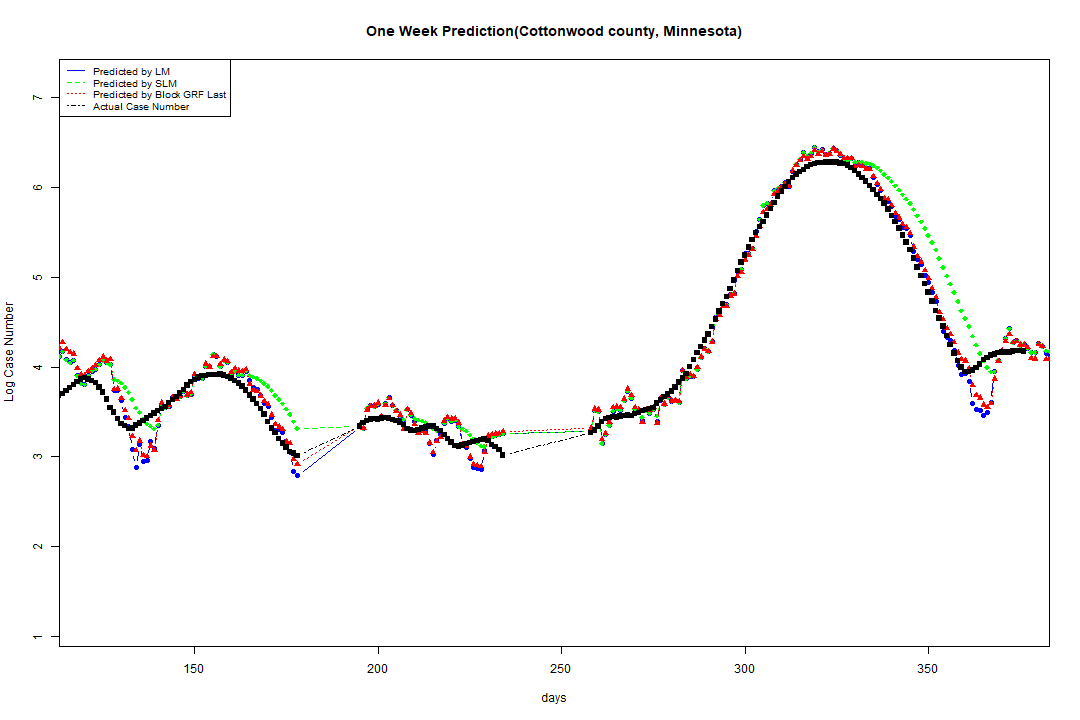 One Week Prediction(Cottonwood county, Minnesota)
Predicted by LM
Predicted by SLM
Predicted by Block GRF Last
Actual Case Number
Log Case Number
7
6
5
4
3
2
1
150
200
250
300
350
days